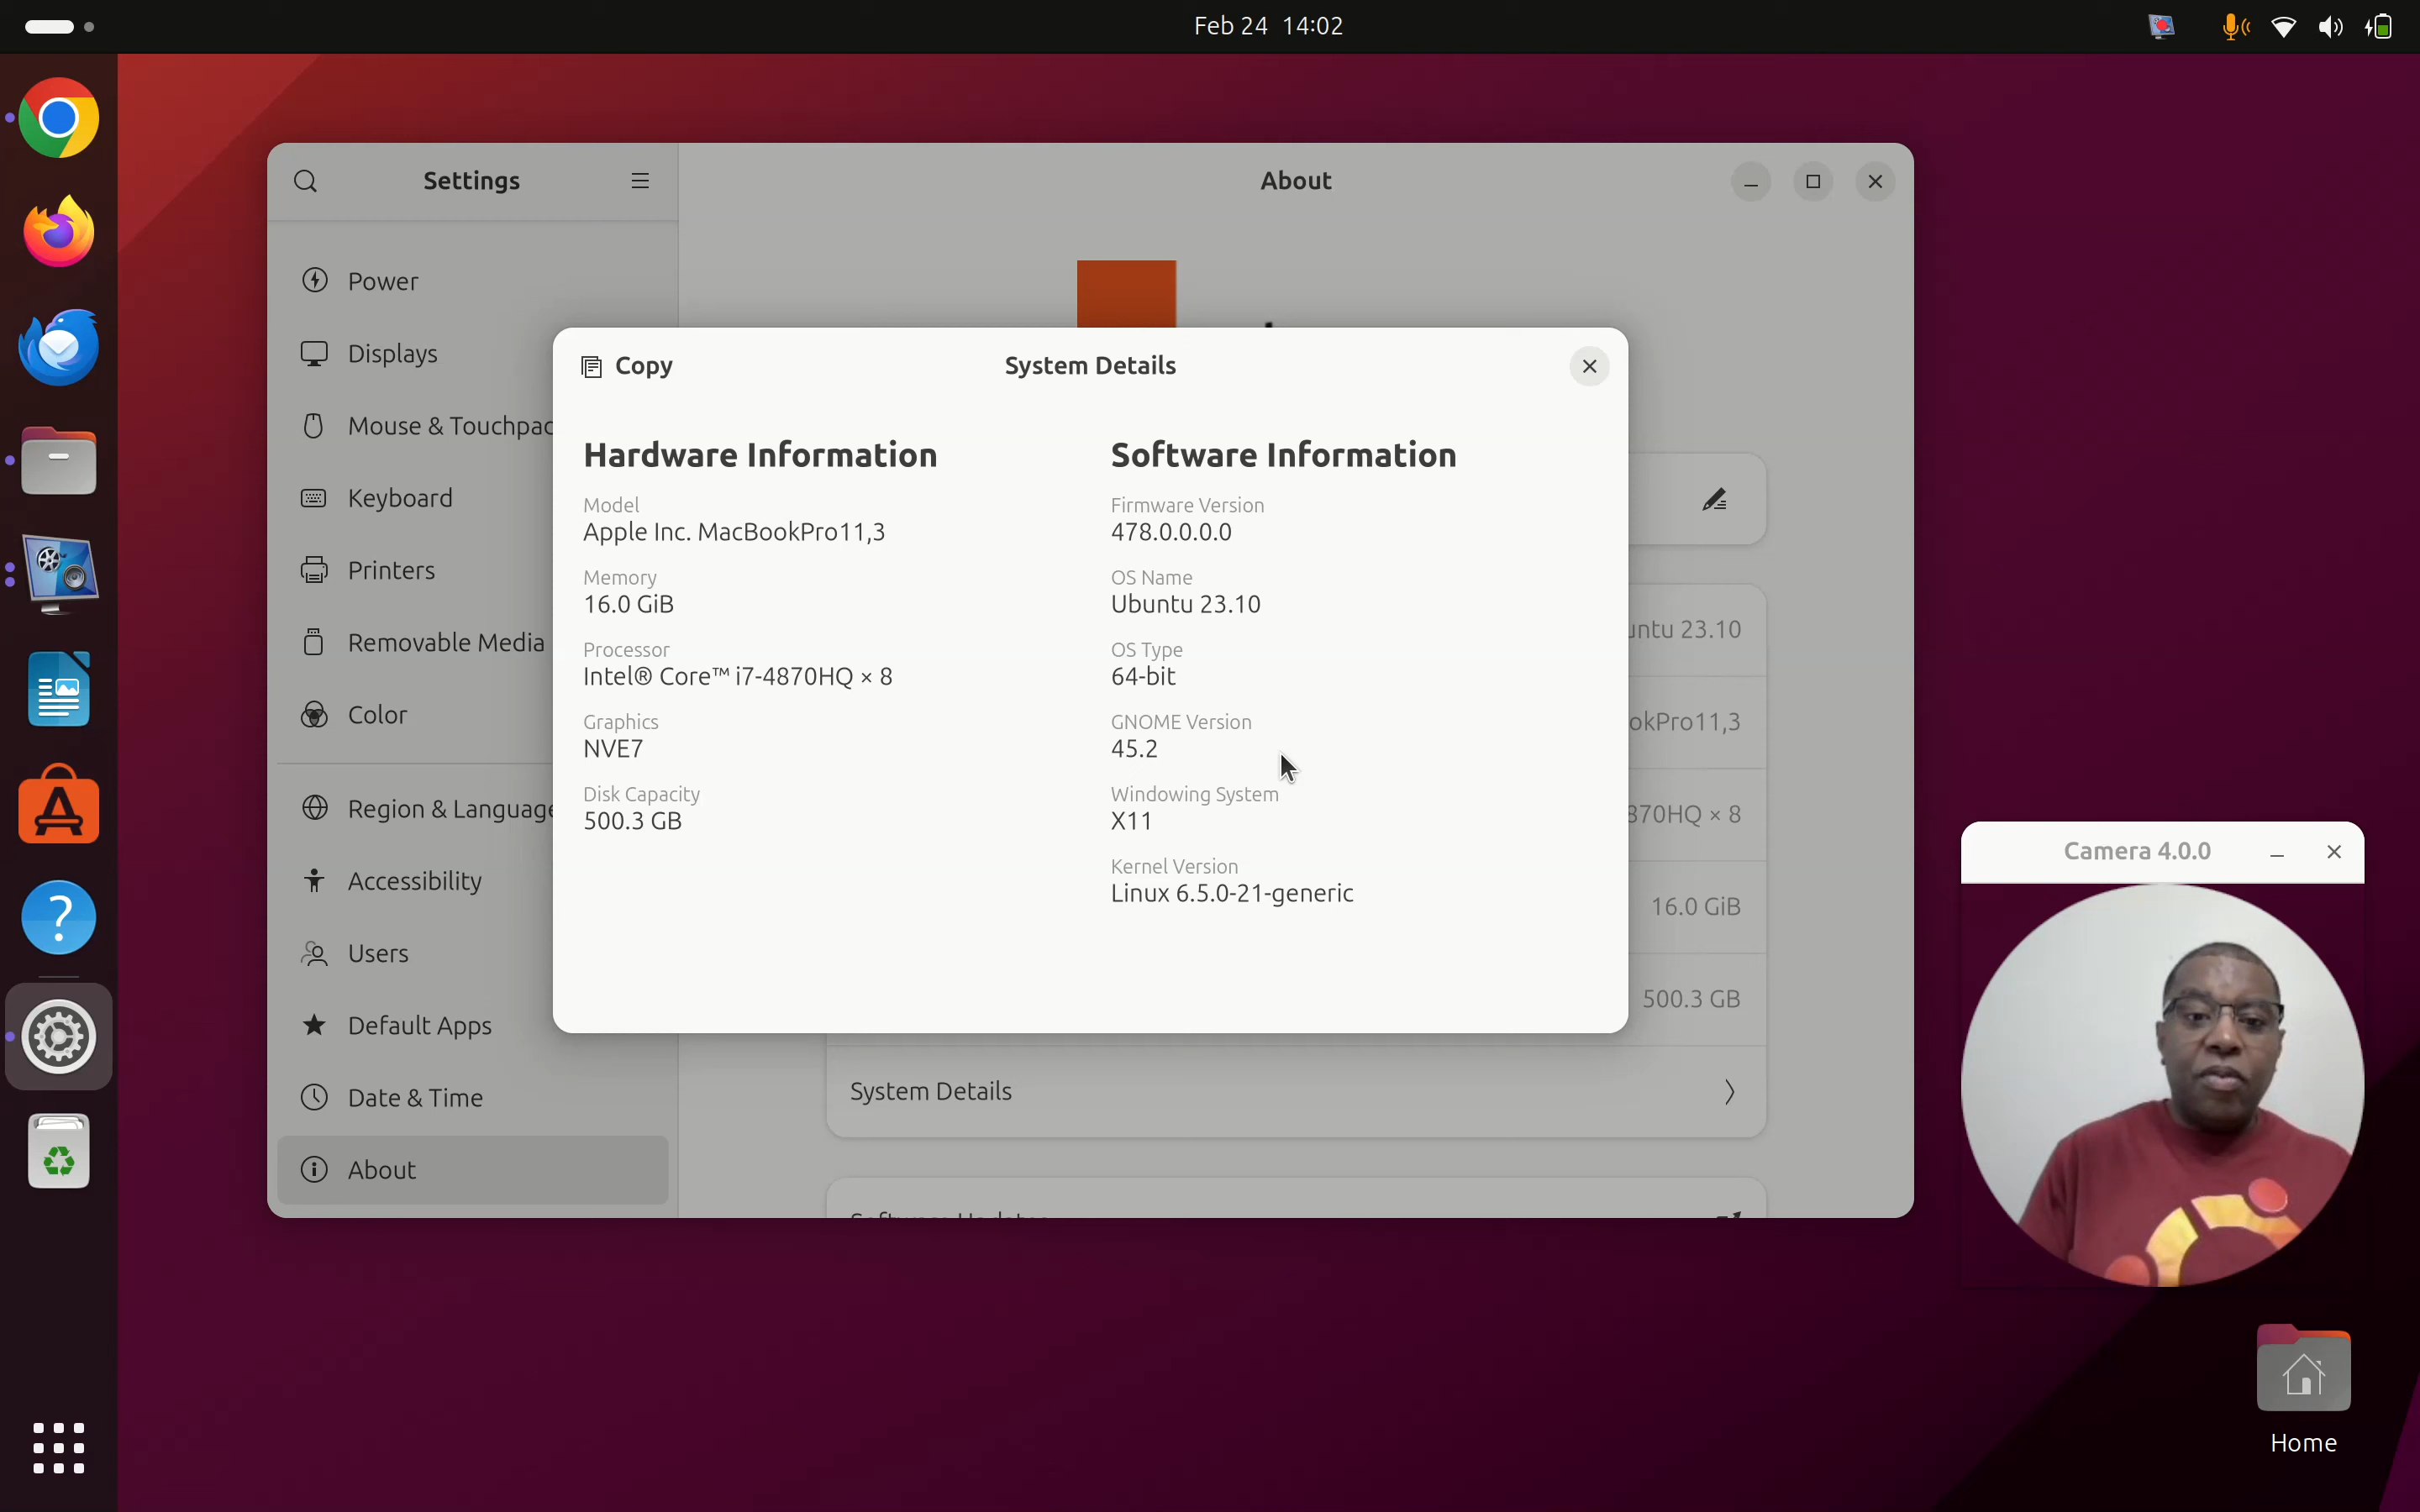 Feb 24 14:02
Settings
About
Power
Displays
Mouse & Touchpad
Keyboard
Printers
Removable Media
Color
Region & Language
Accessibility
Users
Default Apps
Date & Time
About
Copy
System Details
Hardware Information
Model
Apple Inc. MacBookPro11,3
Memory
16.0 GiB
Processor
Intel® Core™ i7-4870HQ × 8
Graphics
NVE7
Disk Capacity
500.3 GB
Software Information
Firmware Version
478.0.0.0.0
OS Name
Ubuntu 23.10
OS Type
64-bit
GNOME Version
45.2
Windowing System
X11
Kernel Version
Linux 6.5.0-21-generic
untu 23.10
okPro11,3
870HQ × 8
16.0 GiB
500.3 GB
System Details
Camera 4.0.0
Home